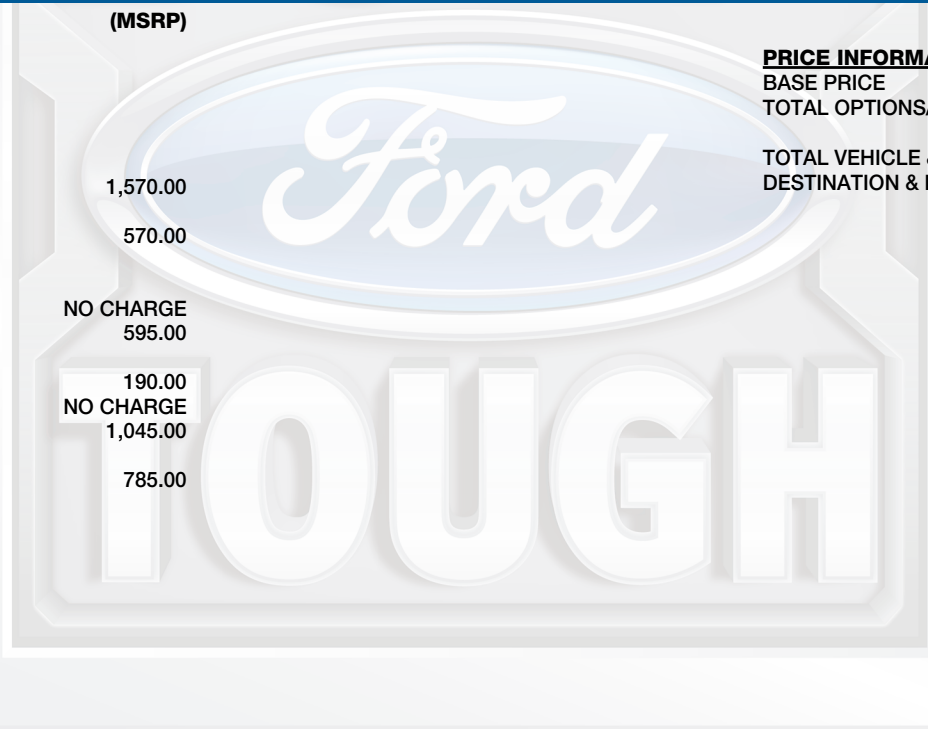 (MSRP)
1,570.00
570.00
NO CHARGE
595.00
190.00
NO CHARGE
1,045.00
785.00
PRICE INFORMA
BASE PRICE
TOTAL OPTIONS
TOTAL VEHICLE
DESTINATION &
Ford
TOUGH